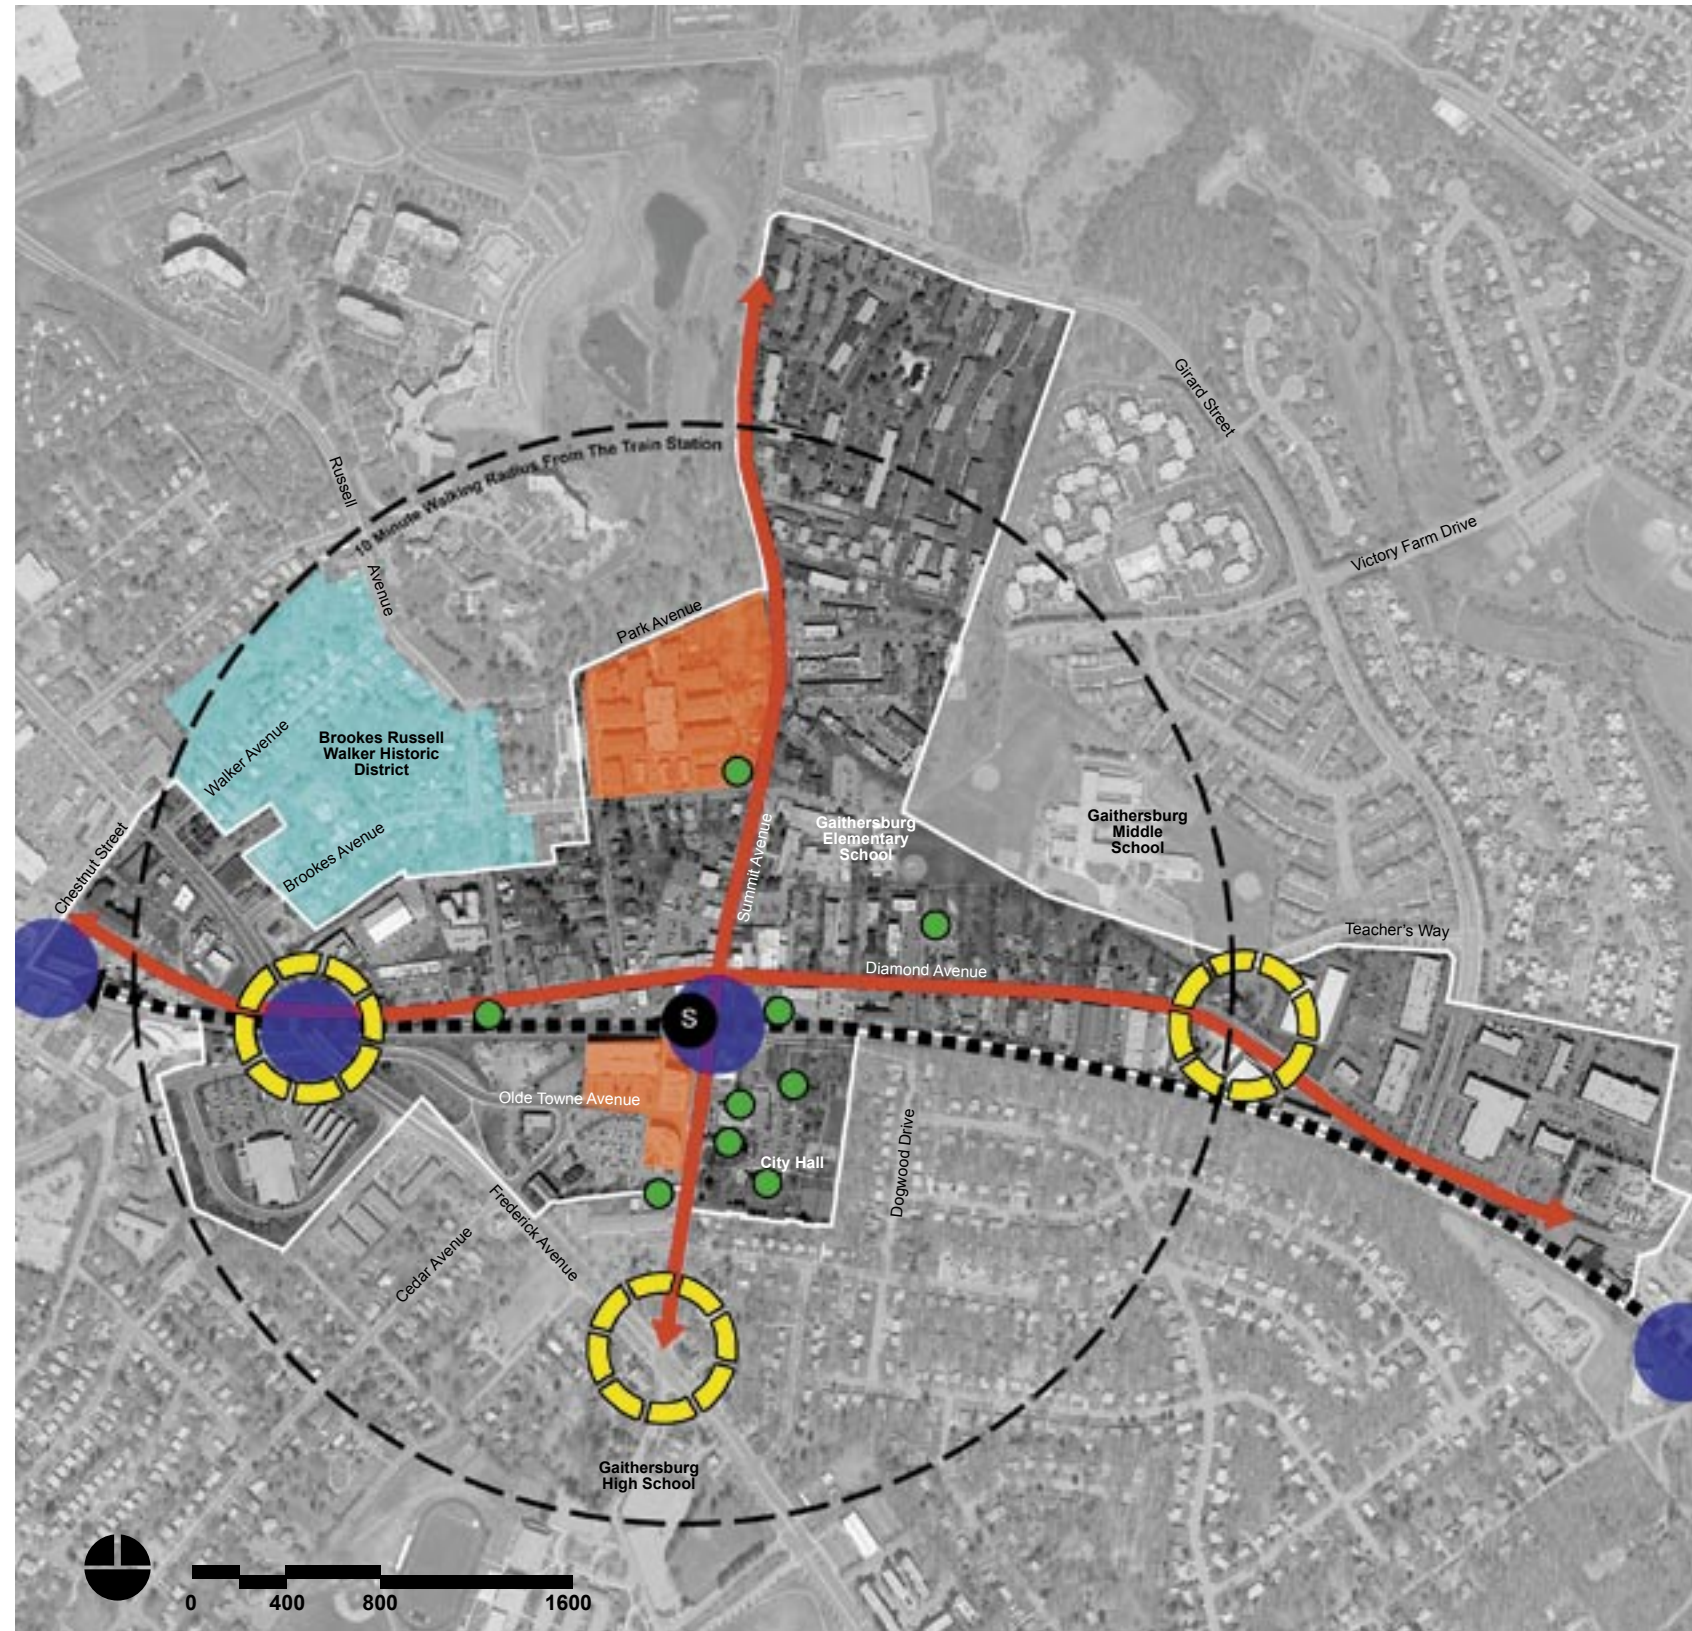 Girard Street
10 Minute Walking Radius From The Train Station
Russell
Avenue
Victory Farm Drive
Park Avenue
Walker Avenue
Brookes Russell
Walker Historic
District
Brookes Avenue
Chestnut Street
Summit Avenue
Gaithersburg
Elementary
School
Gaithersburg
Middle
School
Teacher's Way
Diamond Avenue
S
Olde Towne Avenue
Dogwood Drive
City Hall
Frederick Avenue
Cedar Avenue
Gaithersburg
High School
0 400 800 1600